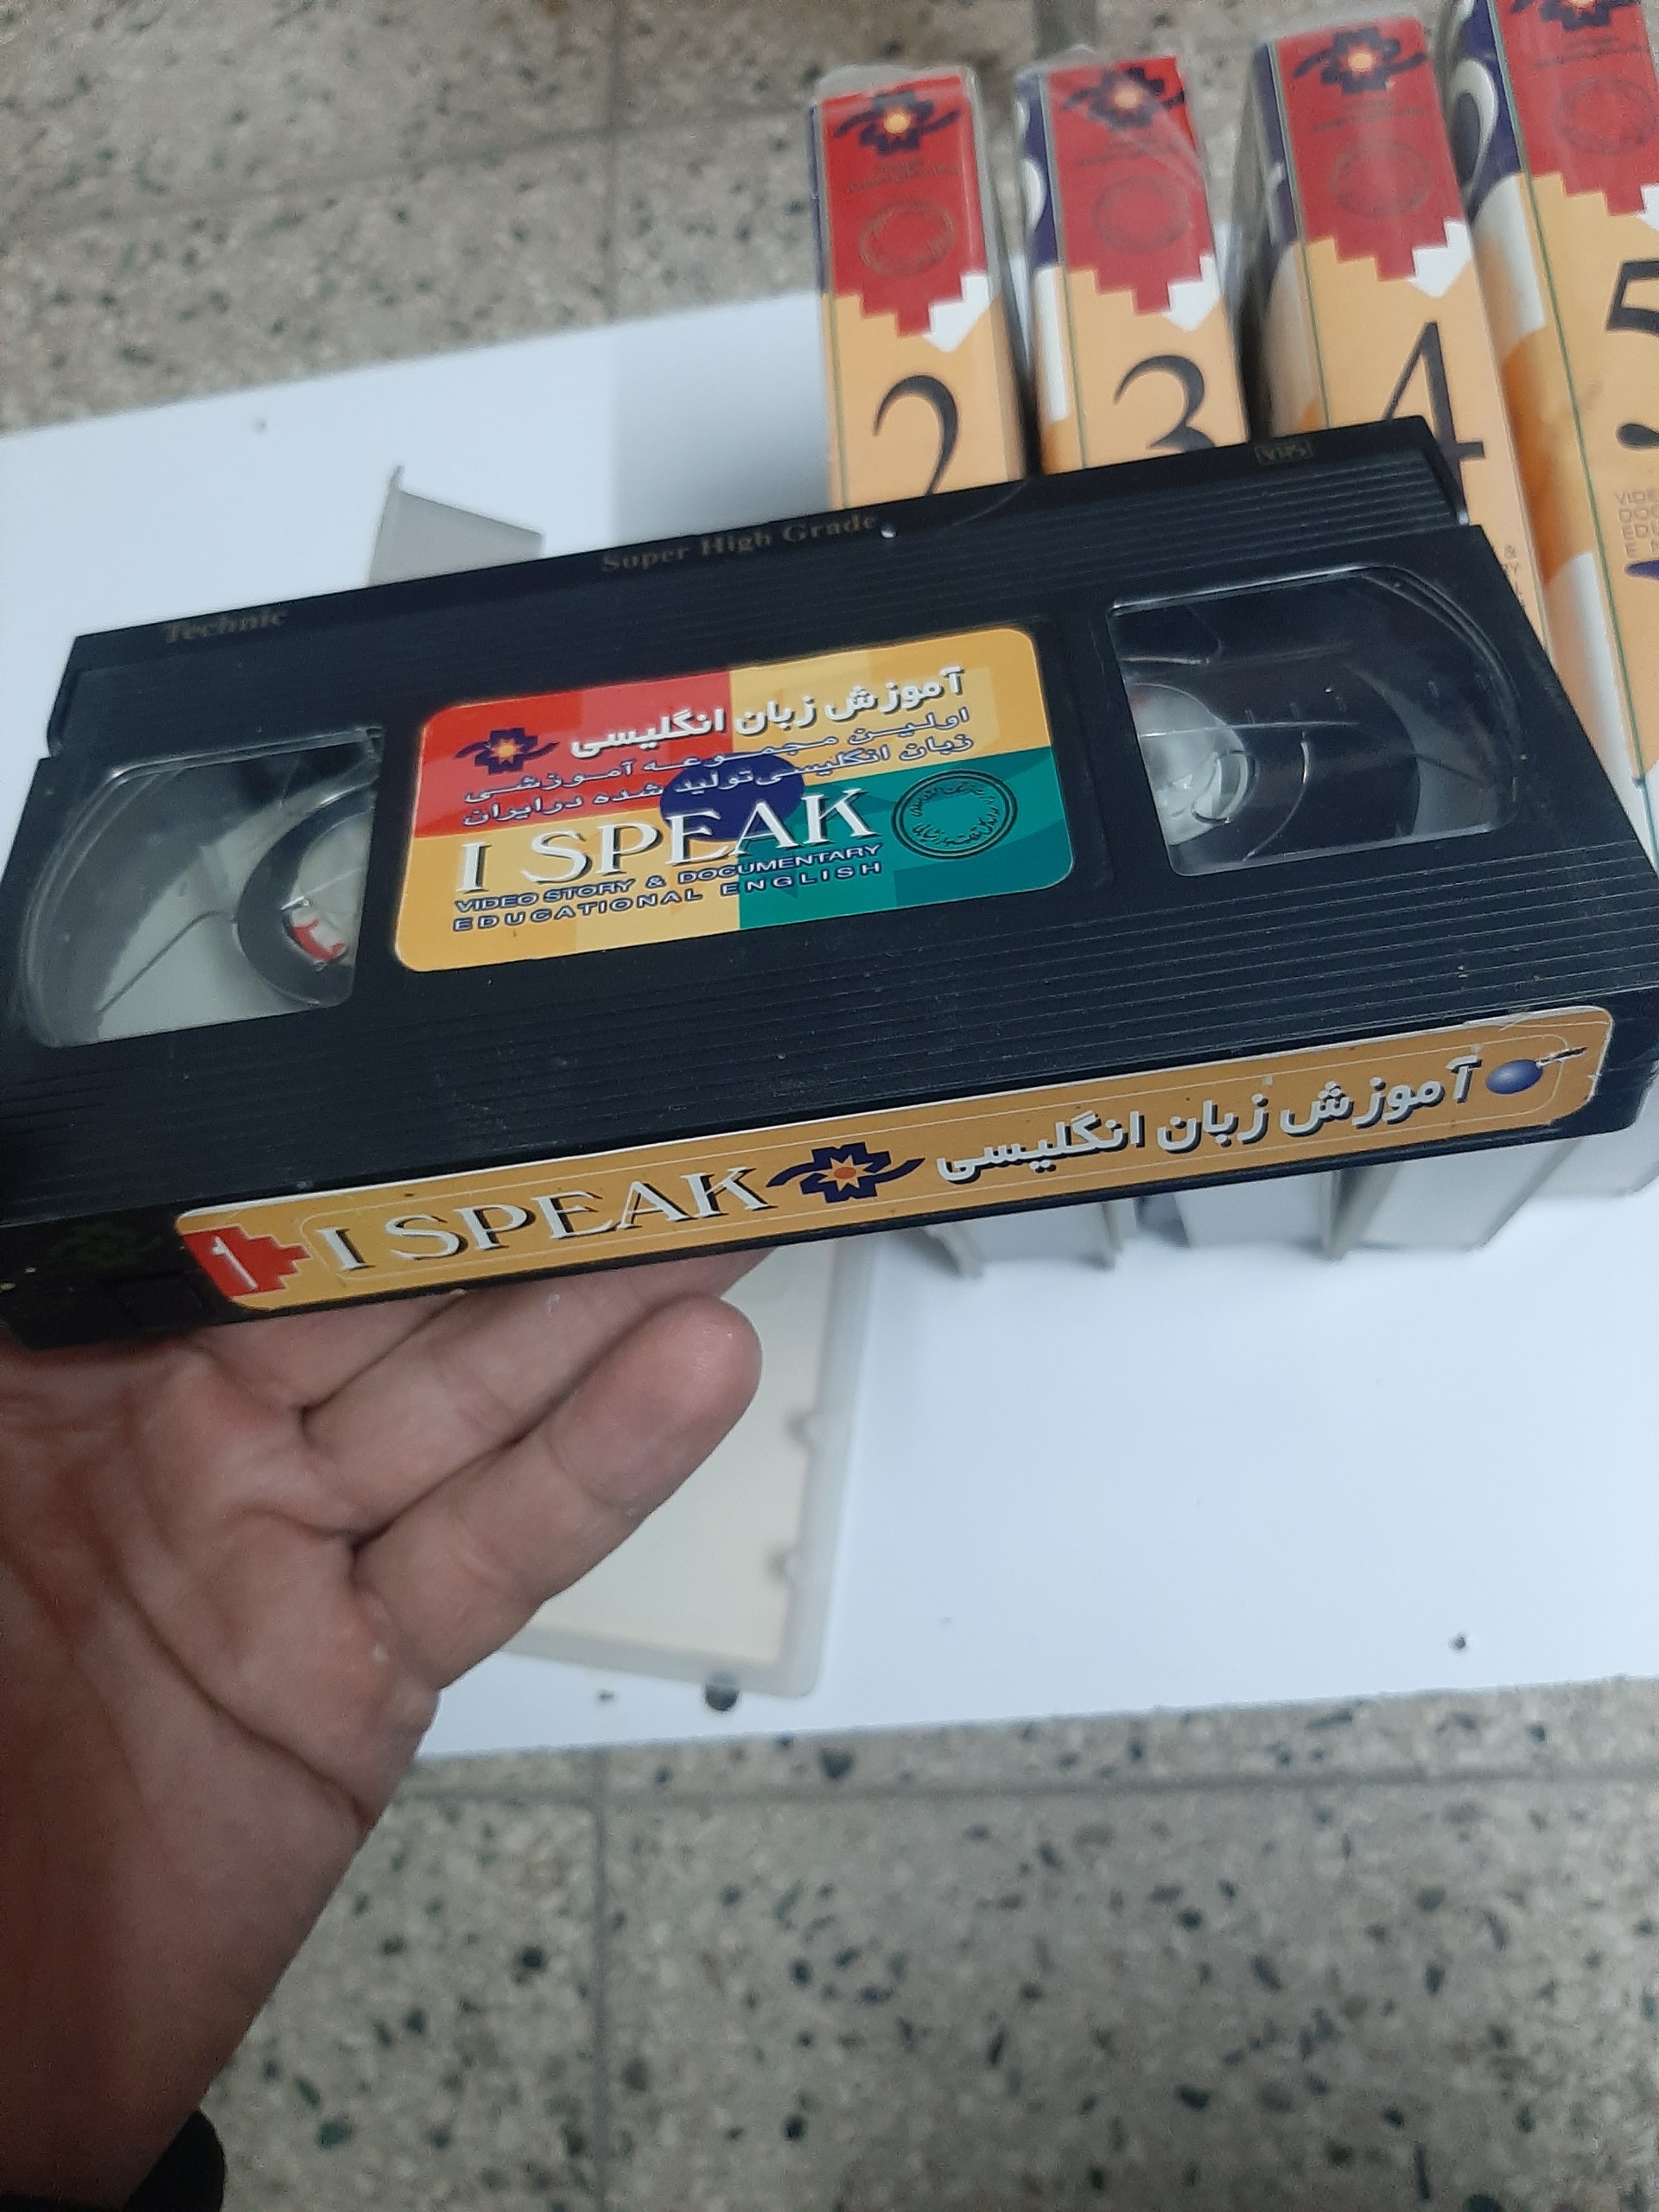 2
3
4
5
Technic
Super High Grade
VHS
آموزش زبان انگلیسی
اولین مجموعه آموزشی
زبان انگلیسی تولید شده در ایران
I SPEAK
VIDEO STORY & DOCUMENTARY
EDUCATIONAL ENGLISH
1 I SPEAK آموزش زبان انگلیسی